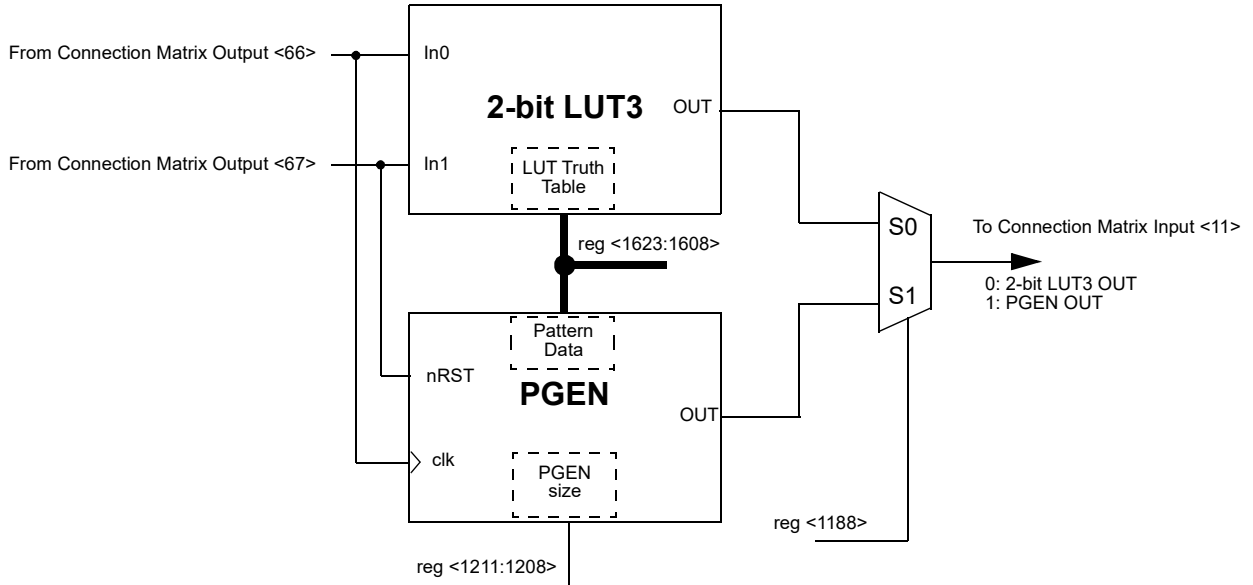 From Connection Matrix Output <66>
In0
2-bit LUT3
OUT
From Connection Matrix Output <67>
In1
LUT Truth
Table
S0
To Connection Matrix Input <11>
reg <1623:1608>
0: 2-bit LUT3 OUT
S1
1: PGEN OUT
Pattern
Data
nRST
PGEN
OUT
clk
PGEN
size
reg <1188>
reg <1211:1208>